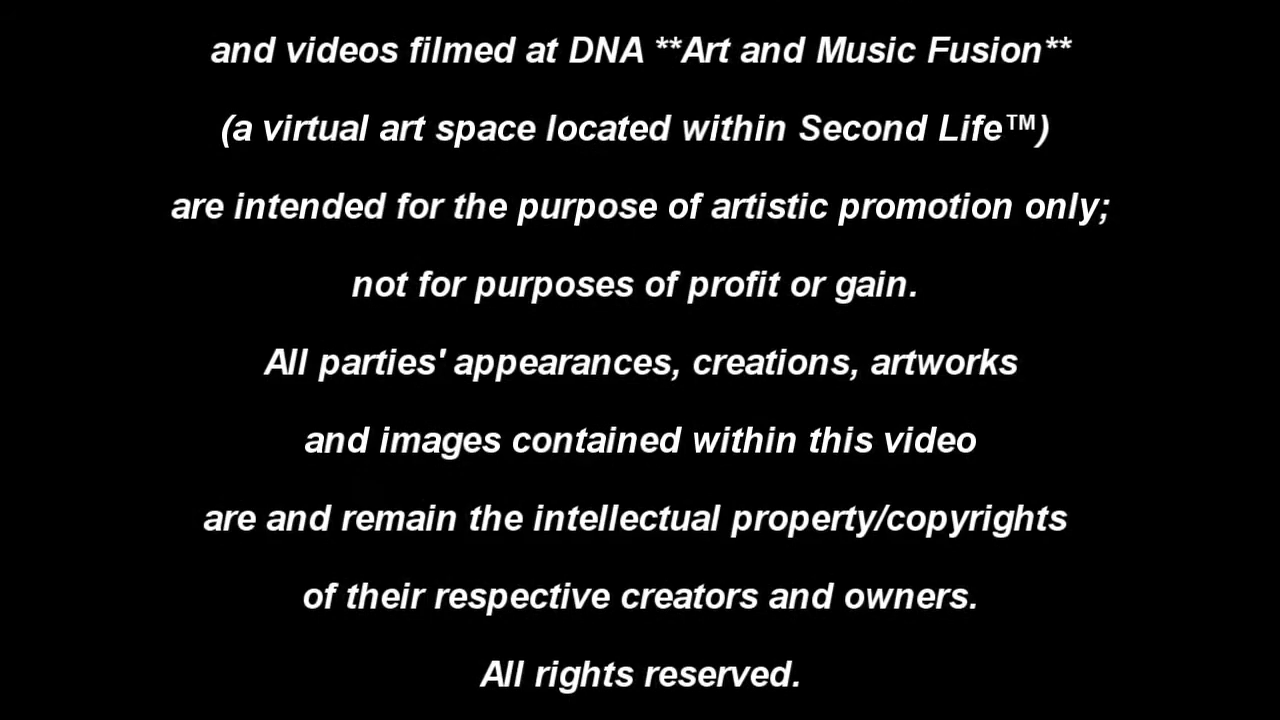 and videos filmed at DNA **Art and Music Fusion**
(a virtual art space located within Second Life™)
are intended for the purpose of artistic promotion only;
not for purposes of profit or gain.
All parties' appearances, creations, artworks
and images contained within this video
are and remain the intellectual property/copyrights
of their respective creators and owners.
All rights reserved.